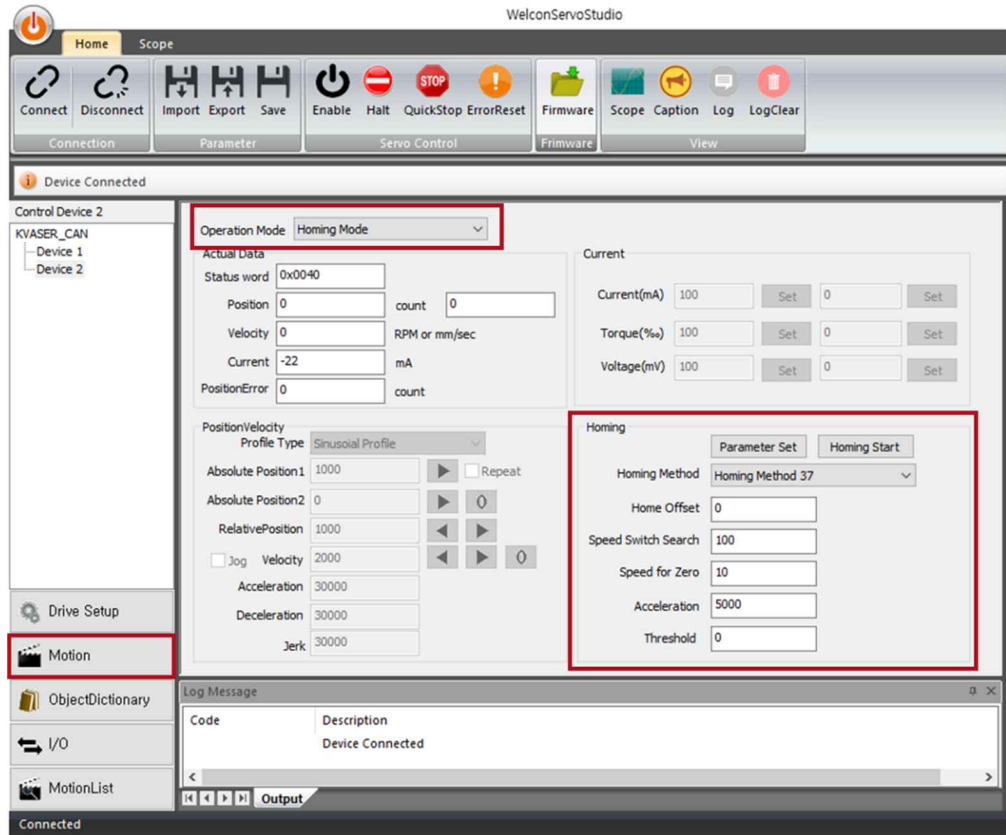 WelconServoStudio
Home Scope
Connect Disconnect Import Export Save Enable Halt QuickStop ErrorReset Firmware Scope Caption Log LogClear
Connection Parameter Servo Control Frimware View
Device Connected
Control Device 2
KVASER_CAN
Device 1
Device 2
Drive Setup
Motion
ObjectDictionary
I/O
MotionList
Operation Mode Homing Mode
Actual Data
Status word 0x0040
Position 0 count 0
Velocity 0 RPM or mm/sec
Current -22 mA
PositionError 0 count
Current
Current(mA) 100 Set 0 Set
Torque(‰) 100 Set 0 Set
Voltage(mV) 100 Set 0 Set
PositionVelocity
Profile Type Sinusoial Profile
Absolute Position1 1000 Repeat
Absolute Position2 0 0
RelativePosition 1000
Jog Velocity 2000 0
Acceleration 30000
Deceleration 30000
Jerk 30000
Homing
Parameter Set Homing Start
Homing Method Homing Method 37
Home Offset 0
Speed Switch Search 100
Speed for Zero 10
Acceleration 5000
Threshold 0
Log Message
Code Description
Device Connected
Output
Connected